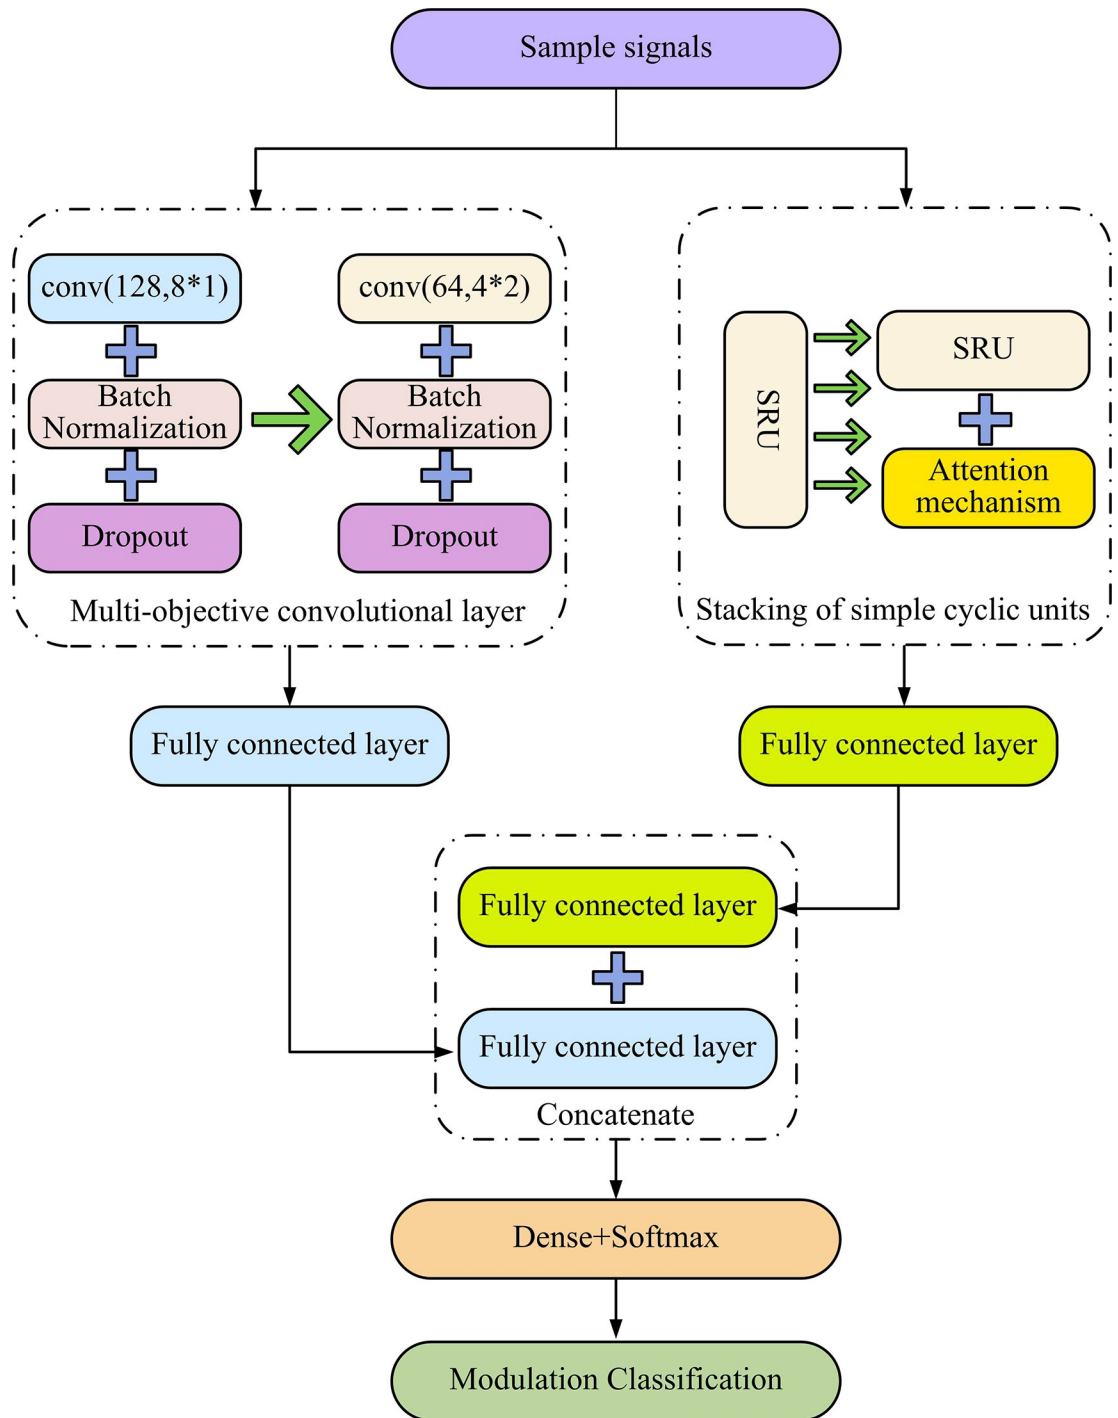 Sample signals
conv(128,8*1)
Batch
Normalization
Dropout
conv(64,4*2)
Batch
Normalization
Dropout
Multi-objective convolutional layer
SRU
SRU
Attention
mechanism
Stacking of simple cyclic units
Fully connected layer
Fully connected layer
Fully connected layer
Fully connected layer
Concatenate
Dense+Softmax
Modulation Classification